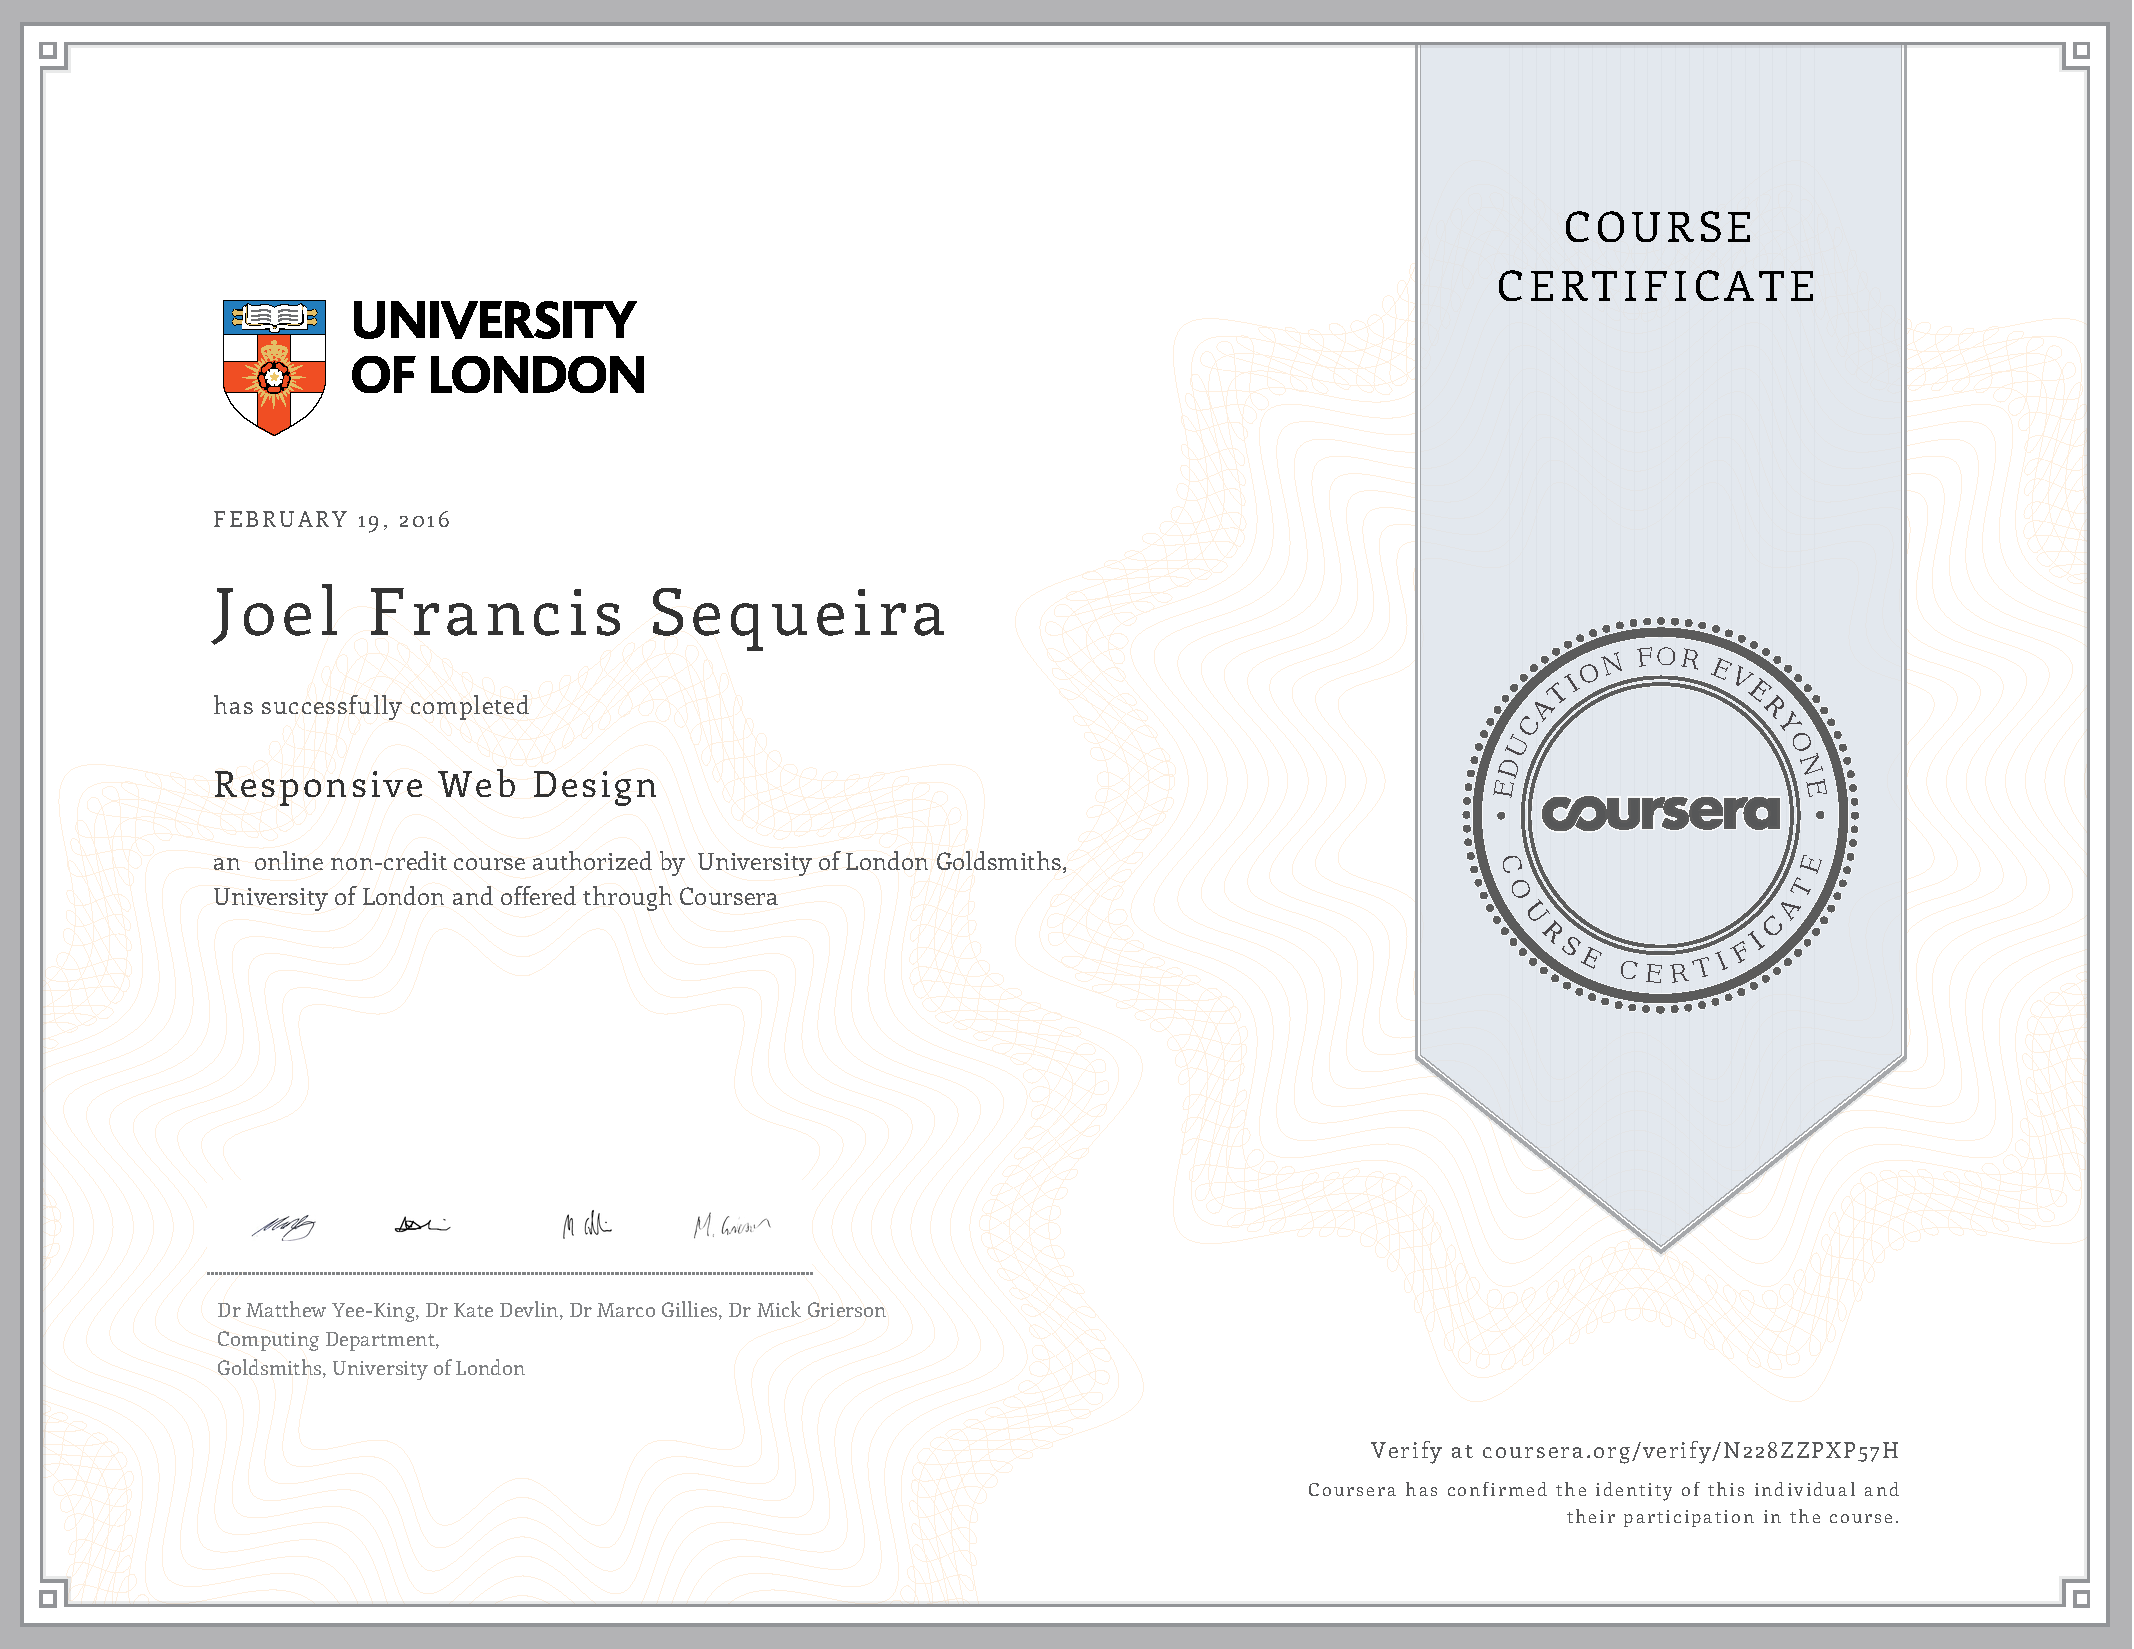 UNIVERSITY
OF LONDON
COURSE
CERTIFICATE
FEBRUARY 19, 2016
Joel Francis Sequeira
has successfully completed
Responsive Web Design
an online non-credit course authorized by University of London Goldsmiths,
University of London and offered through Coursera
EDUCATION FOR EVERYONE
coursera
COURSE CERTIFICATE
M. Grierson
Dr Matthew Yee-King, Dr Kate Devlin, Dr Marco Gillies, Dr Mick Grierson
Computing Department,
Goldsmiths, University of London
Verify at coursera.org/verify/N228ZZPXP57H
Coursera has confirmed the identity of this individual and
their participation in the course.